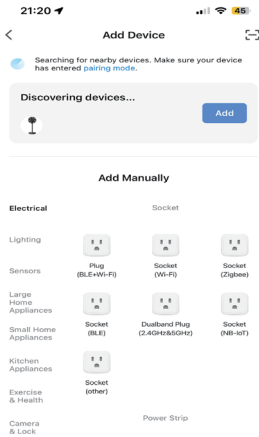 21:20
45
Add Device
Searching for nearby devices. Make sure your device
has entered pairing mode.
Discovering devices...
Add
Add Manually
Electrical
Socket
Lighting
Plug
(BLE+Wi-Fi)
Socket
(Wi-Fi)
Socket
(Zigbee)
Sensors
Large
Home
Appliances
Socket
(BLE)
Dualband Plug
(2.4GHz&5GHz)
Socket
(NB-IoT)
Small Home
Appliances
Kitchen
Appliances
Socket
(other)
Exercise
& Health
Power Strip
Camera
& Lock